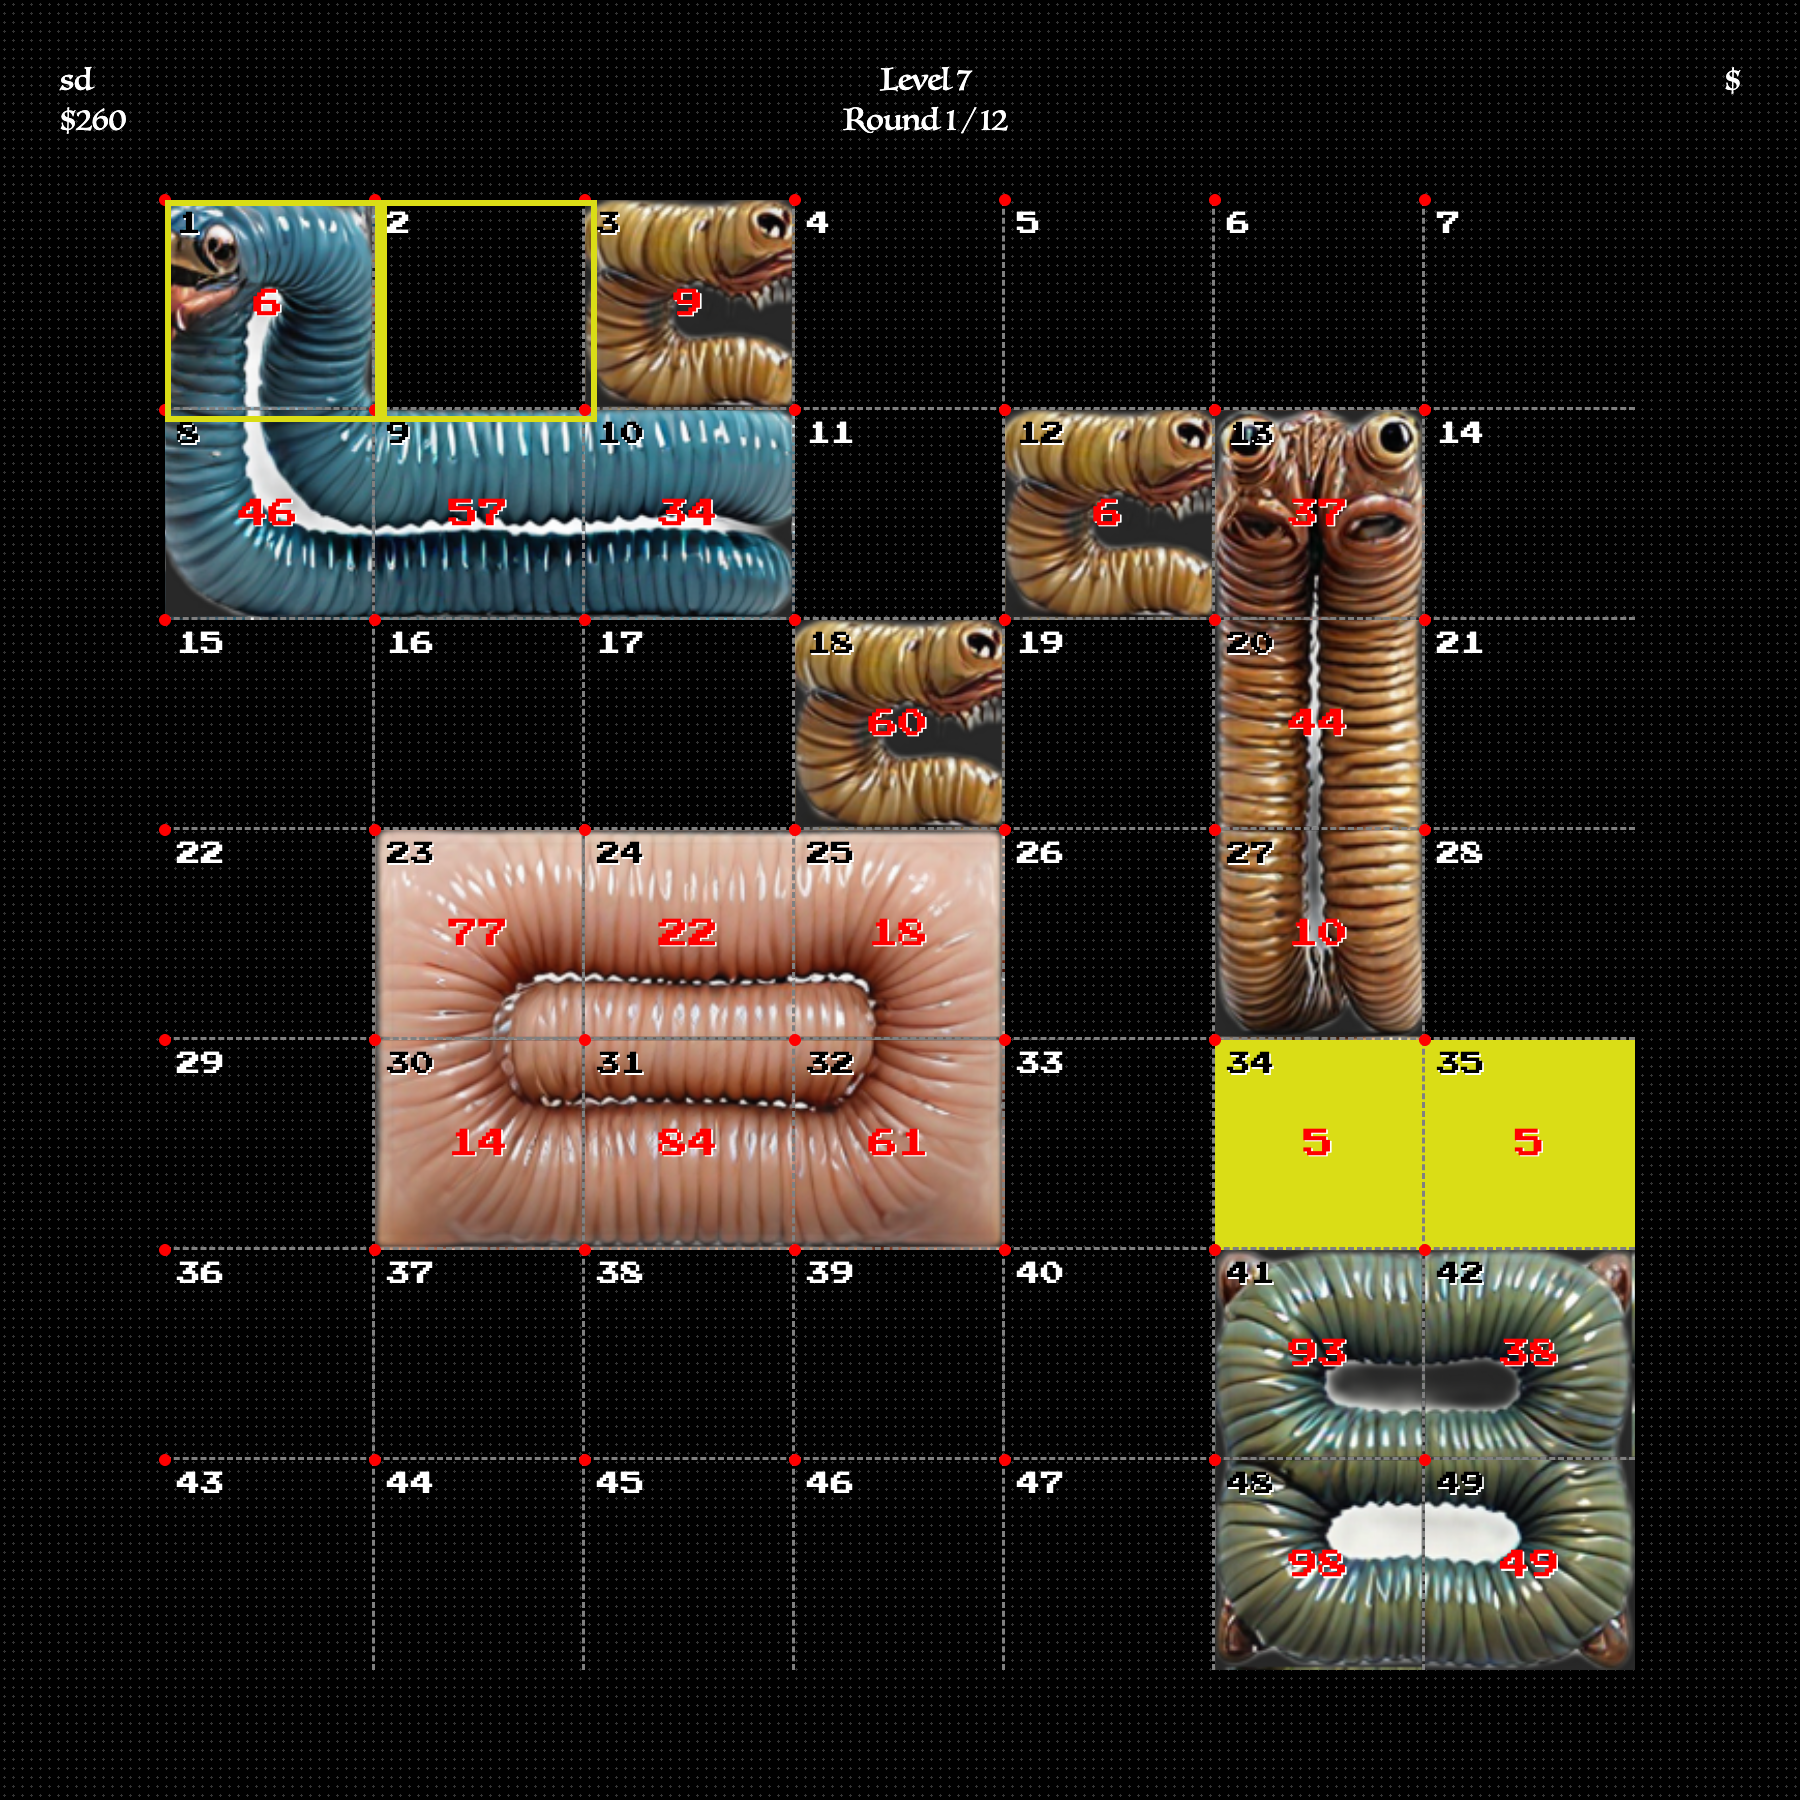 sd
$260
Level 7
Round 1 / 12
$
1 2 3 4 5 6 7
6 9
8 9 10 11 12 13 14
46 57 34 6 37
15 16 17 18 19 20 21
60 44
22 23 24 25 26 27 28
77 22 18 10
29 30 31 32 33 34 35
14 84 61 5 5
36 37 38 39 40 41 42
93 38
43 44 45 46 47 48 49
98 49